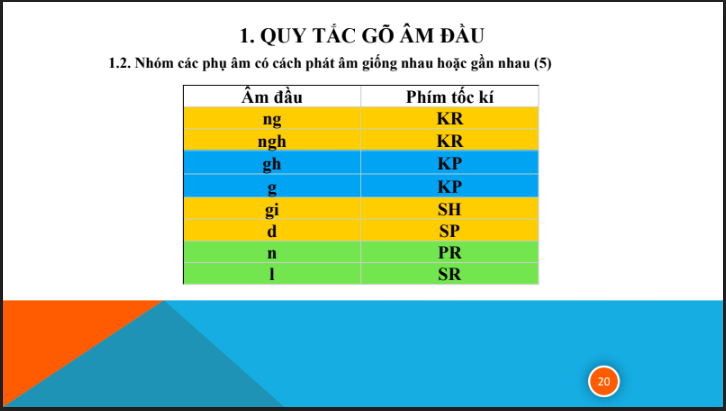 1. QUY TẮC GÕ ÂM ĐẦU
1.2. Nhóm các phụ âm có cách phát âm giống nhau hoặc gần nhau (5)
Âm đầu Phím tốc kí
ng KR
ngh KR
gh KP
g KP
gi SH
d SP
n PR
l SR
20